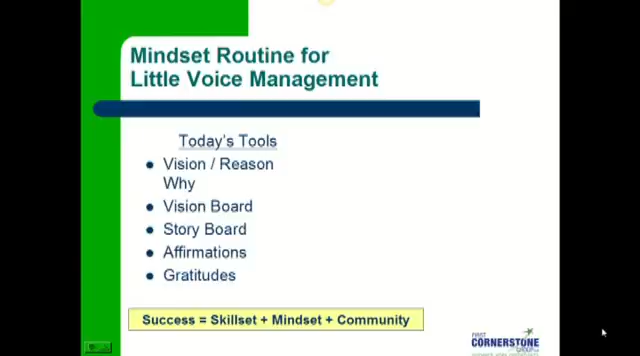 Mindset Routine for
Little Voice Management
Today's Tools
Vision / Reason
Why
Vision Board
Story Board
Affirmations
Gratitudes
Success = Skillset + Mindset + Community
FIRST
CORNERSTONE
GROUP